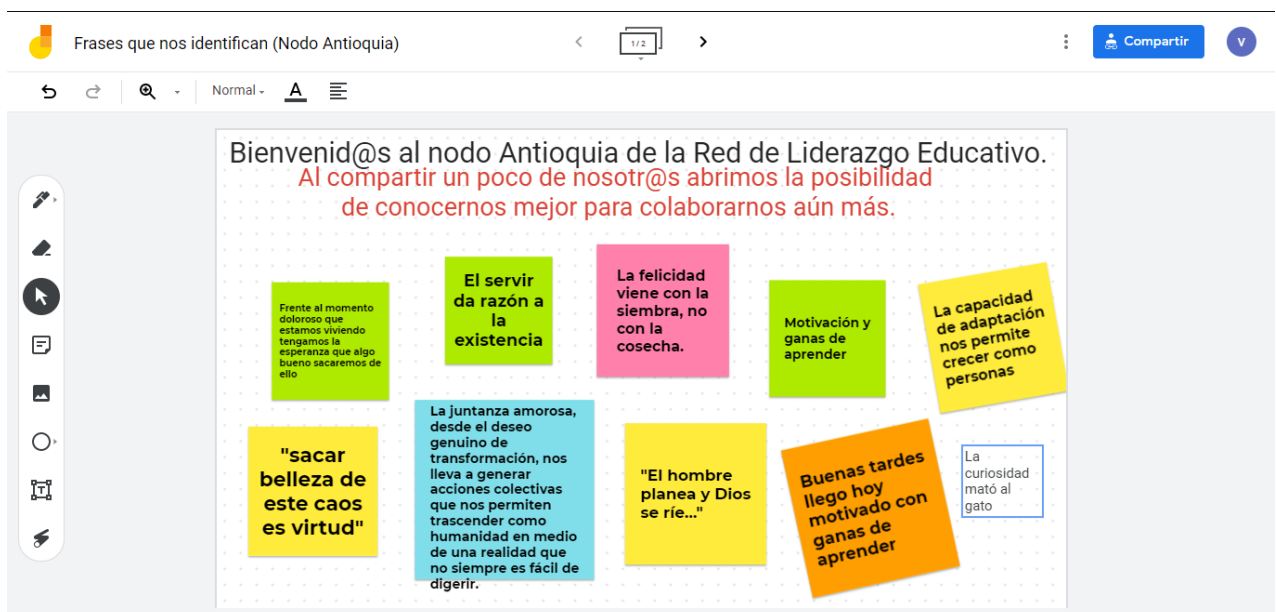 Frases que nos identifican (Nodo Antioquia)
1/2
Compartir
V
Normal
A
Bienvenid@s al nodo Antioquia de la Red de Liderazgo Educativo.
Al compartir un poco de nosotr@s abrimos la posibilidad
de conocernos mejor para colaborarnos aún más.
Frente al momento
doloroso que
estamos viviendo
tengamos la
esperanza que algo
bueno sacaremos de
ello
El servir
da razón a
la
existencia
La felicidad
viene con la
siembra, no
con la
cosecha.
Motivación y
ganas de
aprender
La capacidad
de adaptación
nos permite
crecer como
personas
"sacar
belleza de
este caos
es virtud"
La juntanza amorosa,
desde el deseo
genuino de
transformación, nos
lleva a generar
acciones colectivas
que nos permiten
trascender como
humanidad en medio
de una realidad que
no siempre es fácil de
digerir.
"El hombre
planea y Dios
se ríe..."
Buenas tardes
llego hoy
motivado con
ganas de
aprender
La
curiosidad
mató al
gato